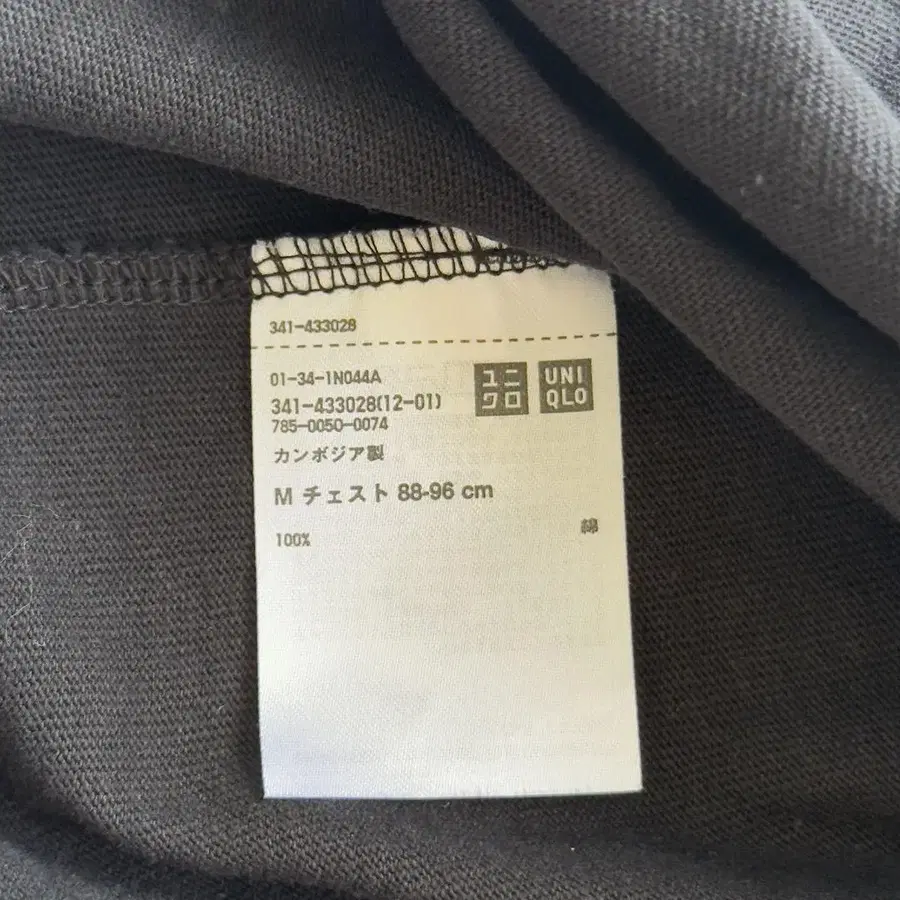 341-433028
01-34-1N044A
341-433028(12-01)
785-0050-0074
ユニ
クロ
UNI
QLO
カンボジア製
M チェスト 88-96 cm
綿
100%